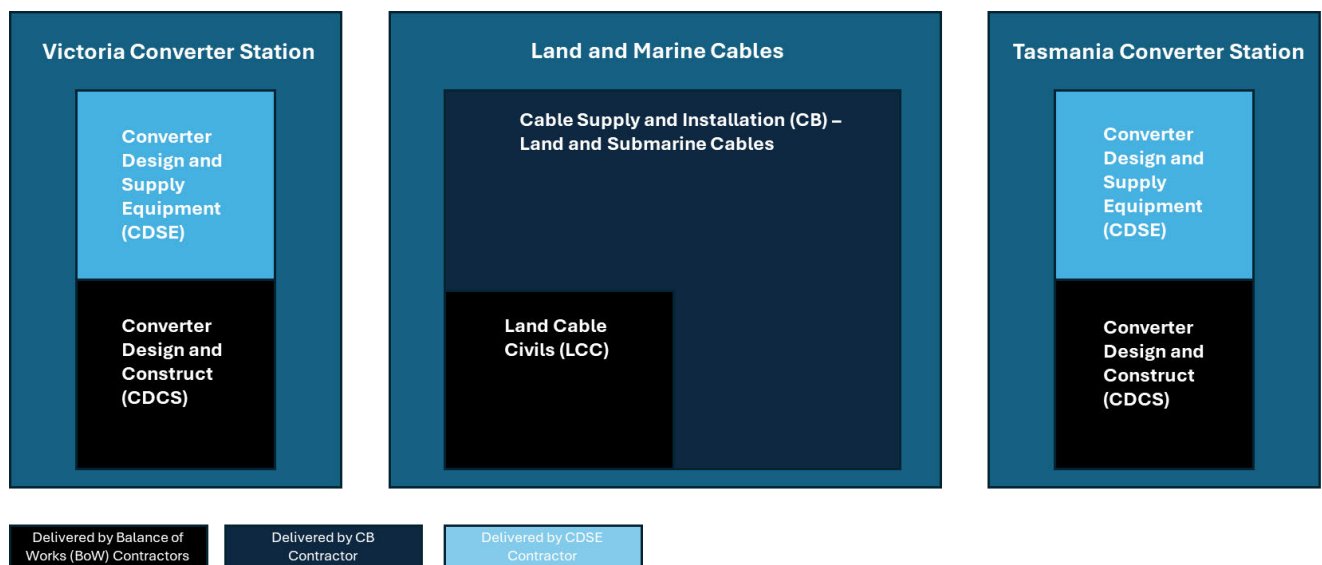 Victoria Converter Station
Converter
Design and
Supply
Equipment
(CDSE)
Converter
Design and
Construct
(CDCS)
Land and Marine Cables
Cable Supply and Installation (CB) –
Land and Submarine Cables
Land Cable
Civils (LCC)
Tasmania Converter Station
Converter
Design and
Supply
Equipment
(CDSE)
Converter
Design and
Construct
(CDCS)
Delivered by Balance of
Works (BoW) Contractors
Delivered by CB
Contractor
Delivered by CDSE
Contractor